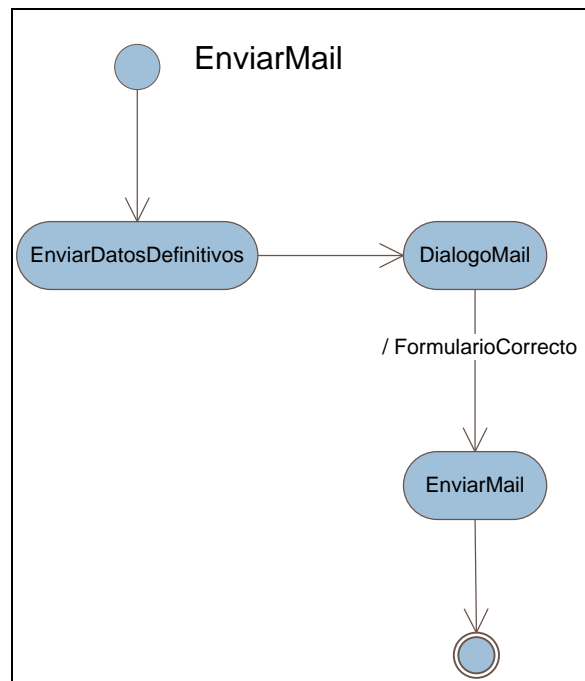 EnviarMail
EnviarDatosDefinitivos
DialogoMail
/ FormularioCorrecto
EnviarMail